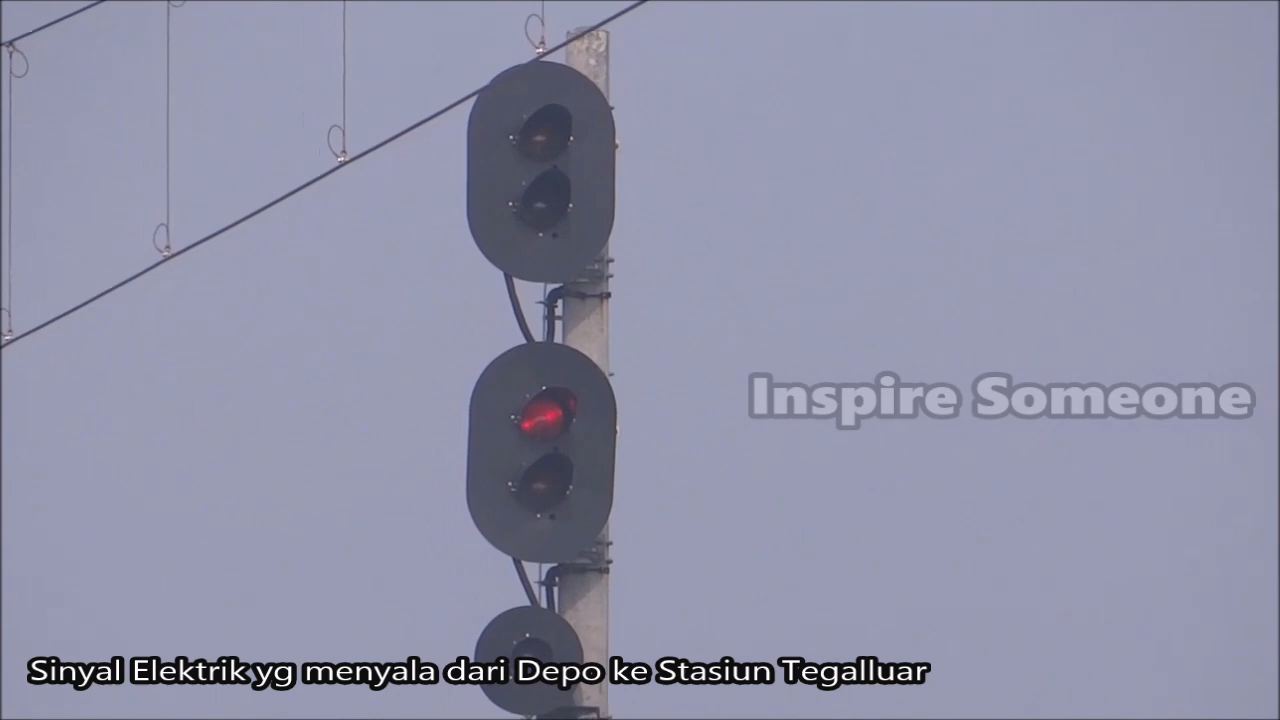 Inspire Someone
Sinyal Elektrik yg menyala dari Depo ke Stasiun Tegalluar